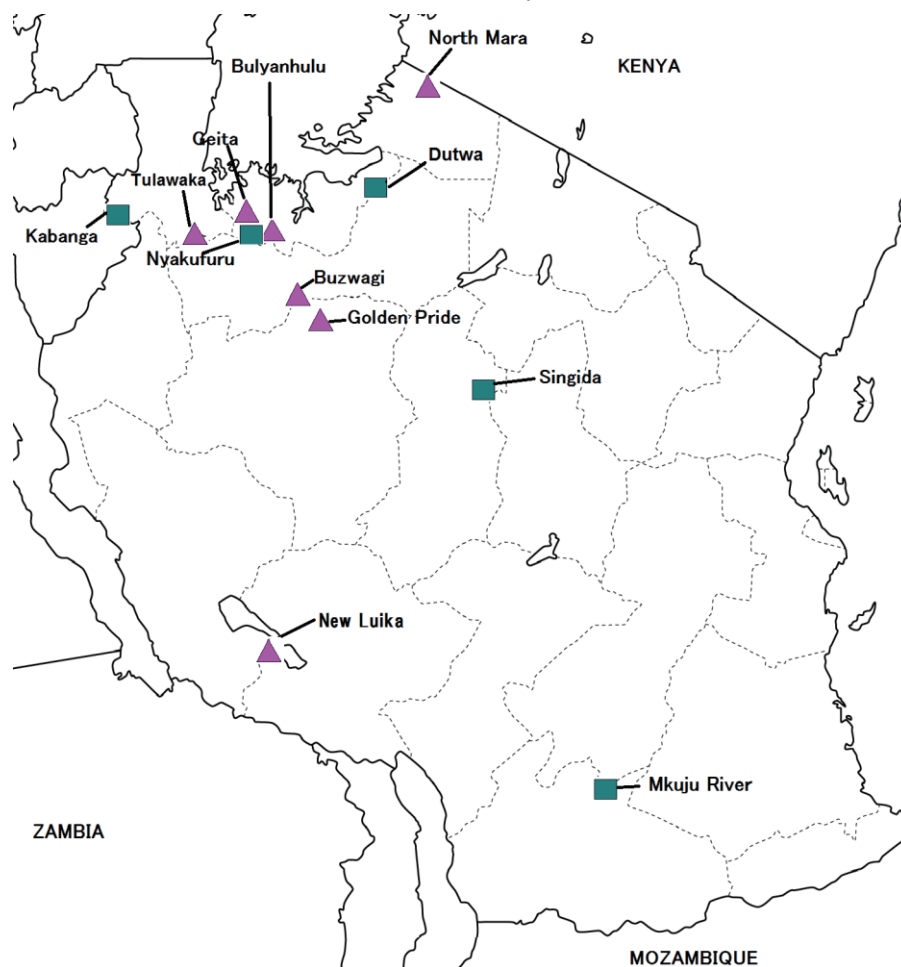 North Mara
KENYA
Bulyanhulu
Geita
Dutwa
Tulawaka
Kabanga
Nyakufuru
Buzwagi
Golden Pride
Singida
New Luika
Mkuju River
ZAMBIA
MOZAMBIQUE